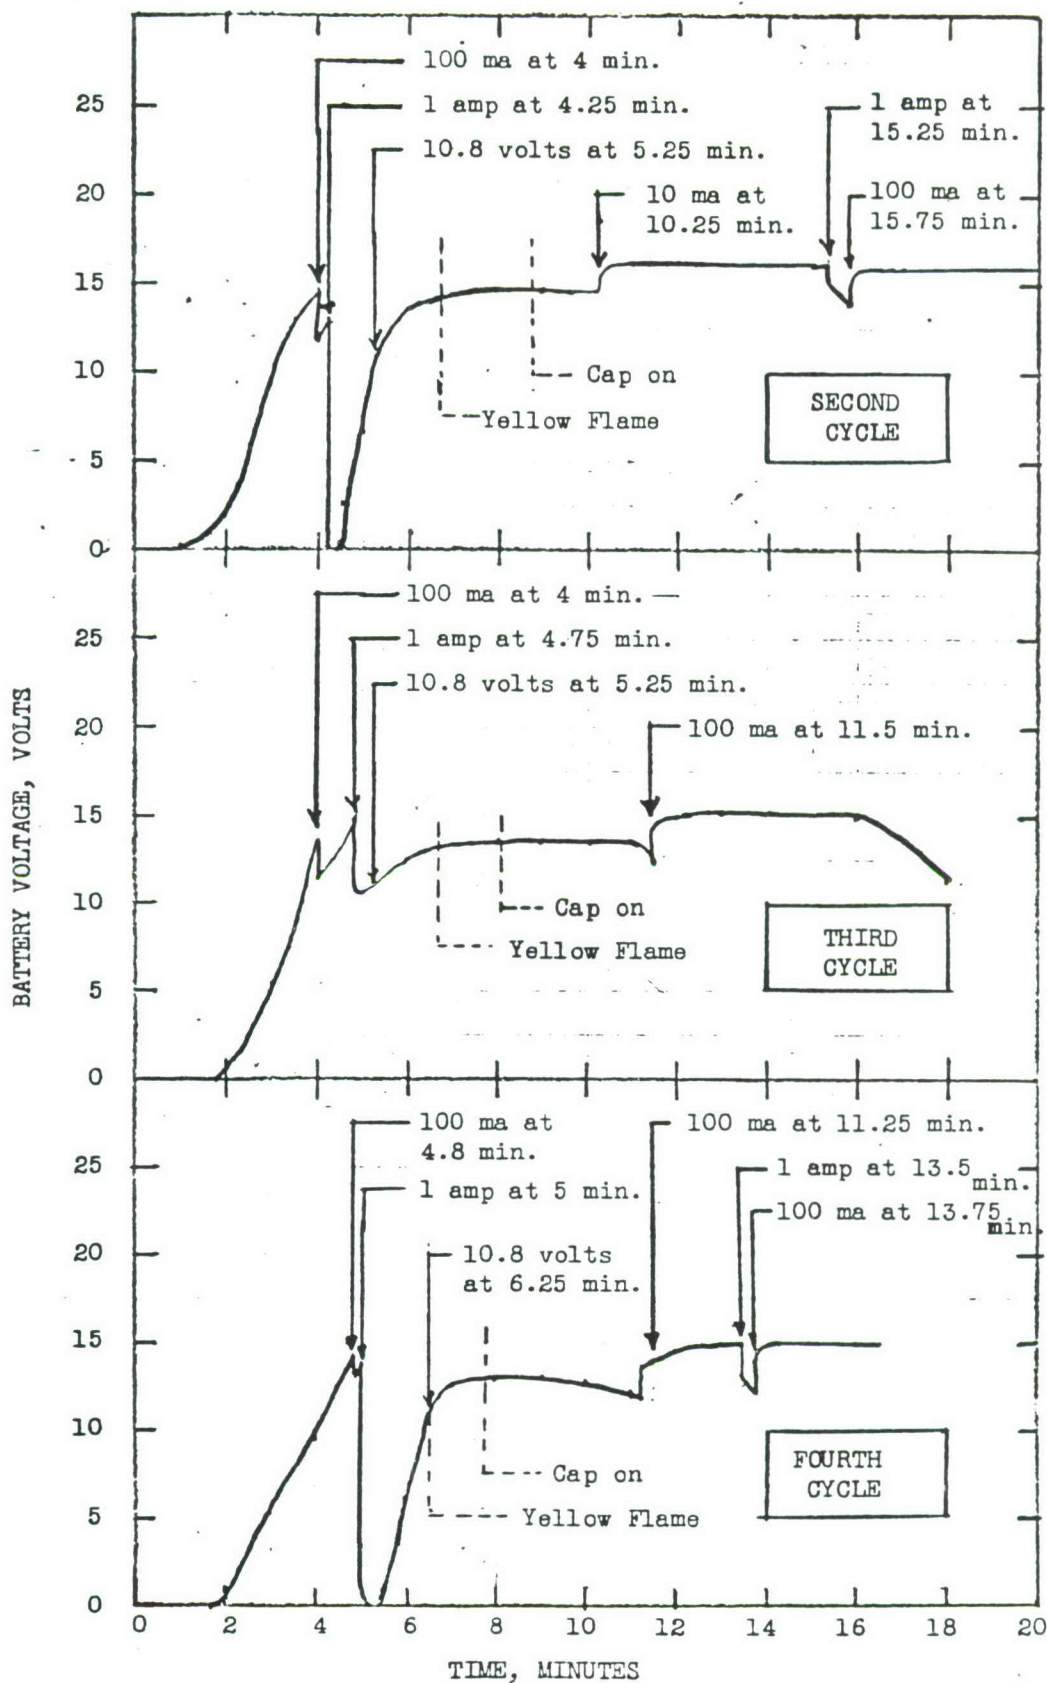 100 ma at 4 min.
25
1 amp at 4.25 min.
1 amp at
15.25 min.
10.8 volts at 5.25 min.
20
10 ma at
10.25 min.
100 ma at
15.75 min.
15
10
Cap on
Yellow Flame
SECOND
CYCLE
5
0
100 ma at 4 min.
25
1 amp at 4.75 min.
10.8 volts at 5.25 min.
20
100 ma at 11.5 min.
15
10
Cap on
Yellow Flame
THIRD
CYCLE
5
0
BATTERY VOLTAGE, VOLTS
100 ma at
4.8 min.
100 ma at 11.25 min.
25
1 amp at 13.5 min.
1 amp at 5 min.
100 ma at 13.75 min.
20
10.8 volts
at 6.25 min.
15
10
Cap on
Yellow Flame
FOURTH
CYCLE
5
0
0 2 4 6 8 10 12 14 16 18 20
TIME, MINUTES